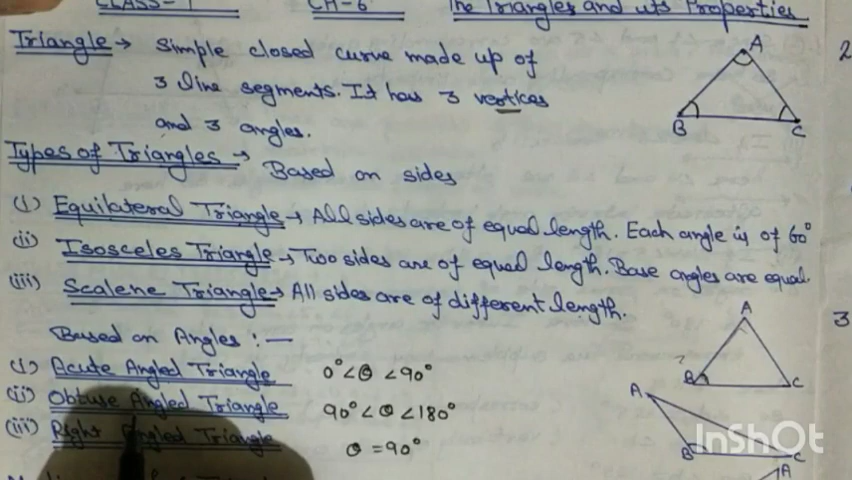 CLASS - 7 CH-6 The Triangles and its Properties
Triangle → Simple closed curve made up of
3 line segments. It has 3 vertices
and 3 angles.
A
B C
2
Types of Triangles →
Based on sides
(i) Equilateral Triangle → All sides are of equal length. Each angle is of 60°
(ii) Isosceles Triangle → Two sides are of equal length. Base angles are equal.
(iii) Scalene Triangle → All sides are of different length.
Based on Angles : —
A
3
(i) Acute Angled Triangle 0° < θ < 90°
B C
(ii) Obtuse Angled Triangle 90° < θ < 180°
A
(iii) Right Angled Triangle θ = 90°
B C
InShOt
A